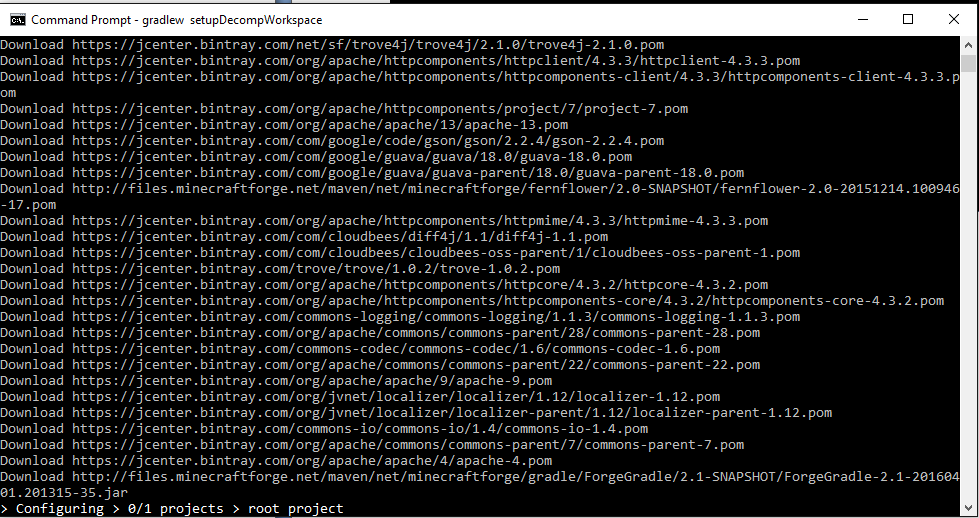 Command Prompt - gradlew  setupDecompWorkspace
Download https://jcenter.bintray.com/net/sf/trove4j/trove4j/2.1.0/trove4j-2.1.0.pom
Download https://jcenter.bintray.com/org/apache/httpcomponents/httpclient/4.3.3/httpclient-4.3.3.pom
Download https://jcenter.bintray.com/org/apache/httpcomponents/httpcomponents-client/4.3.3/httpcomponents-client-4.3.3.p
om
Download https://jcenter.bintray.com/org/apache/httpcomponents/project/7/project-7.pom
Download https://jcenter.bintray.com/org/apache/apache/13/apache-13.pom
Download https://jcenter.bintray.com/com/google/code/gson/gson/2.2.4/gson-2.2.4.pom
Download https://jcenter.bintray.com/com/google/guava/guava/18.0/guava-18.0.pom
Download https://jcenter.bintray.com/com/google/guava/guava-parent/18.0/guava-parent-18.0.pom
Download http://files.minecraftforge.net/maven/net/minecraftforge/fernflower/2.0-SNAPSHOT/fernflower-2.0-20151214.100946
-17.pom
Download https://jcenter.bintray.com/org/apache/httpcomponents/httpmime/4.3.3/httpmime-4.3.3.pom
Download https://jcenter.bintray.com/com/cloudbees/diff4j/1.1/diff4j-1.1.pom
Download https://jcenter.bintray.com/com/cloudbees/cloudbees-oss-parent/1/cloudbees-oss-parent-1.pom
Download https://jcenter.bintray.com/trove/trove/1.0.2/trove-1.0.2.pom
Download https://jcenter.bintray.com/org/apache/httpcomponents/httpcore/4.3.2/httpcore-4.3.2.pom
Download https://jcenter.bintray.com/org/apache/httpcomponents/httpcomponents-core/4.3.2/httpcomponents-core-4.3.2.pom
Download https://jcenter.bintray.com/commons-logging/commons-logging/1.1.3/commons-logging-1.1.3.pom
Download https://jcenter.bintray.com/org/apache/commons/commons-parent/28/commons-parent-28.pom
Download https://jcenter.bintray.com/commons-codec/commons-codec/1.6/commons-codec-1.6.pom
Download https://jcenter.bintray.com/org/apache/commons/commons-parent/22/commons-parent-22.pom
Download https://jcenter.bintray.com/org/apache/apache/9/apache-9.pom
Download https://jcenter.bintray.com/org/jvnet/localizer/localizer/1.12/localizer-1.12.pom
Download https://jcenter.bintray.com/org/jvnet/localizer/localizer-parent/1.12/localizer-parent-1.12.pom
Download https://jcenter.bintray.com/commons-io/commons-io/1.4/commons-io-1.4.pom
Download https://jcenter.bintray.com/org/apache/commons/commons-parent/7/commons-parent-7.pom
Download https://jcenter.bintray.com/org/apache/apache/4/apache-4.pom
Download http://files.minecraftforge.net/maven/net/minecraftforge/gradle/ForgeGradle/2.1-SNAPSHOT/ForgeGradle-2.1-201604
01.201315-35.jar
> Configuring > 0/1 projects > root project